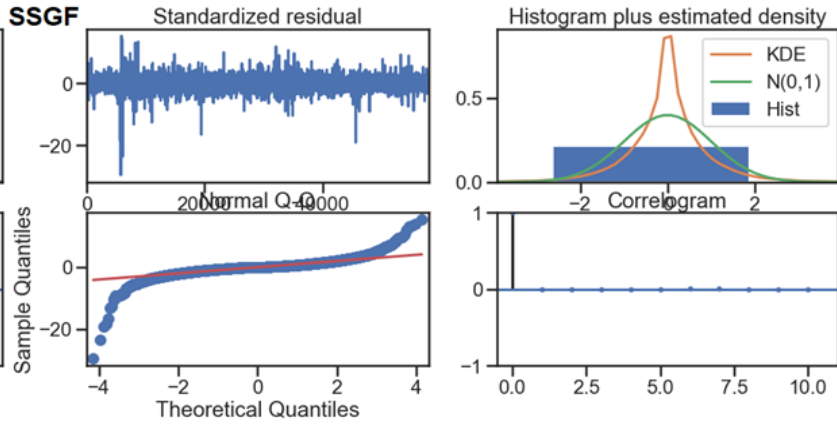 SSGF
Standardized residual
0
−20
0
20000
40000
Histogram plus estimated density
KDE
N(0,1)
Hist
0.5
0.0
−2
0
2
Normal Q-Q
Sample Quantiles
0
−20
−4
−2
0
2
4
Theoretical Quantiles
Correlogram
1
0
−1
0.0
2.5
5.0
7.5
10.0